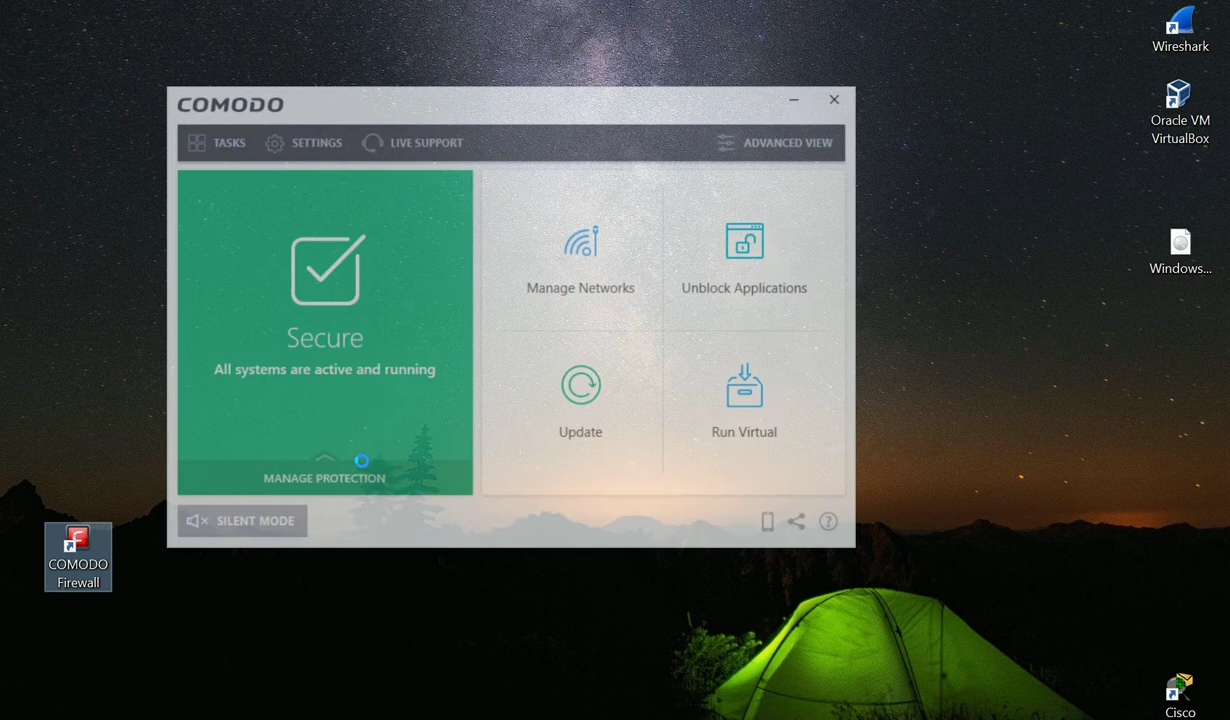 Wireshark
Oracle VM
VirtualBox
Windows...
COMODO
TASKS
SETTINGS
LIVE SUPPORT
ADVANCED VIEW
Secure
All systems are active and running
MANAGE PROTECTION
Manage Networks
Unblock Applications
Update
Run Virtual
SILENT MODE
COMODO
Firewall
Cisco